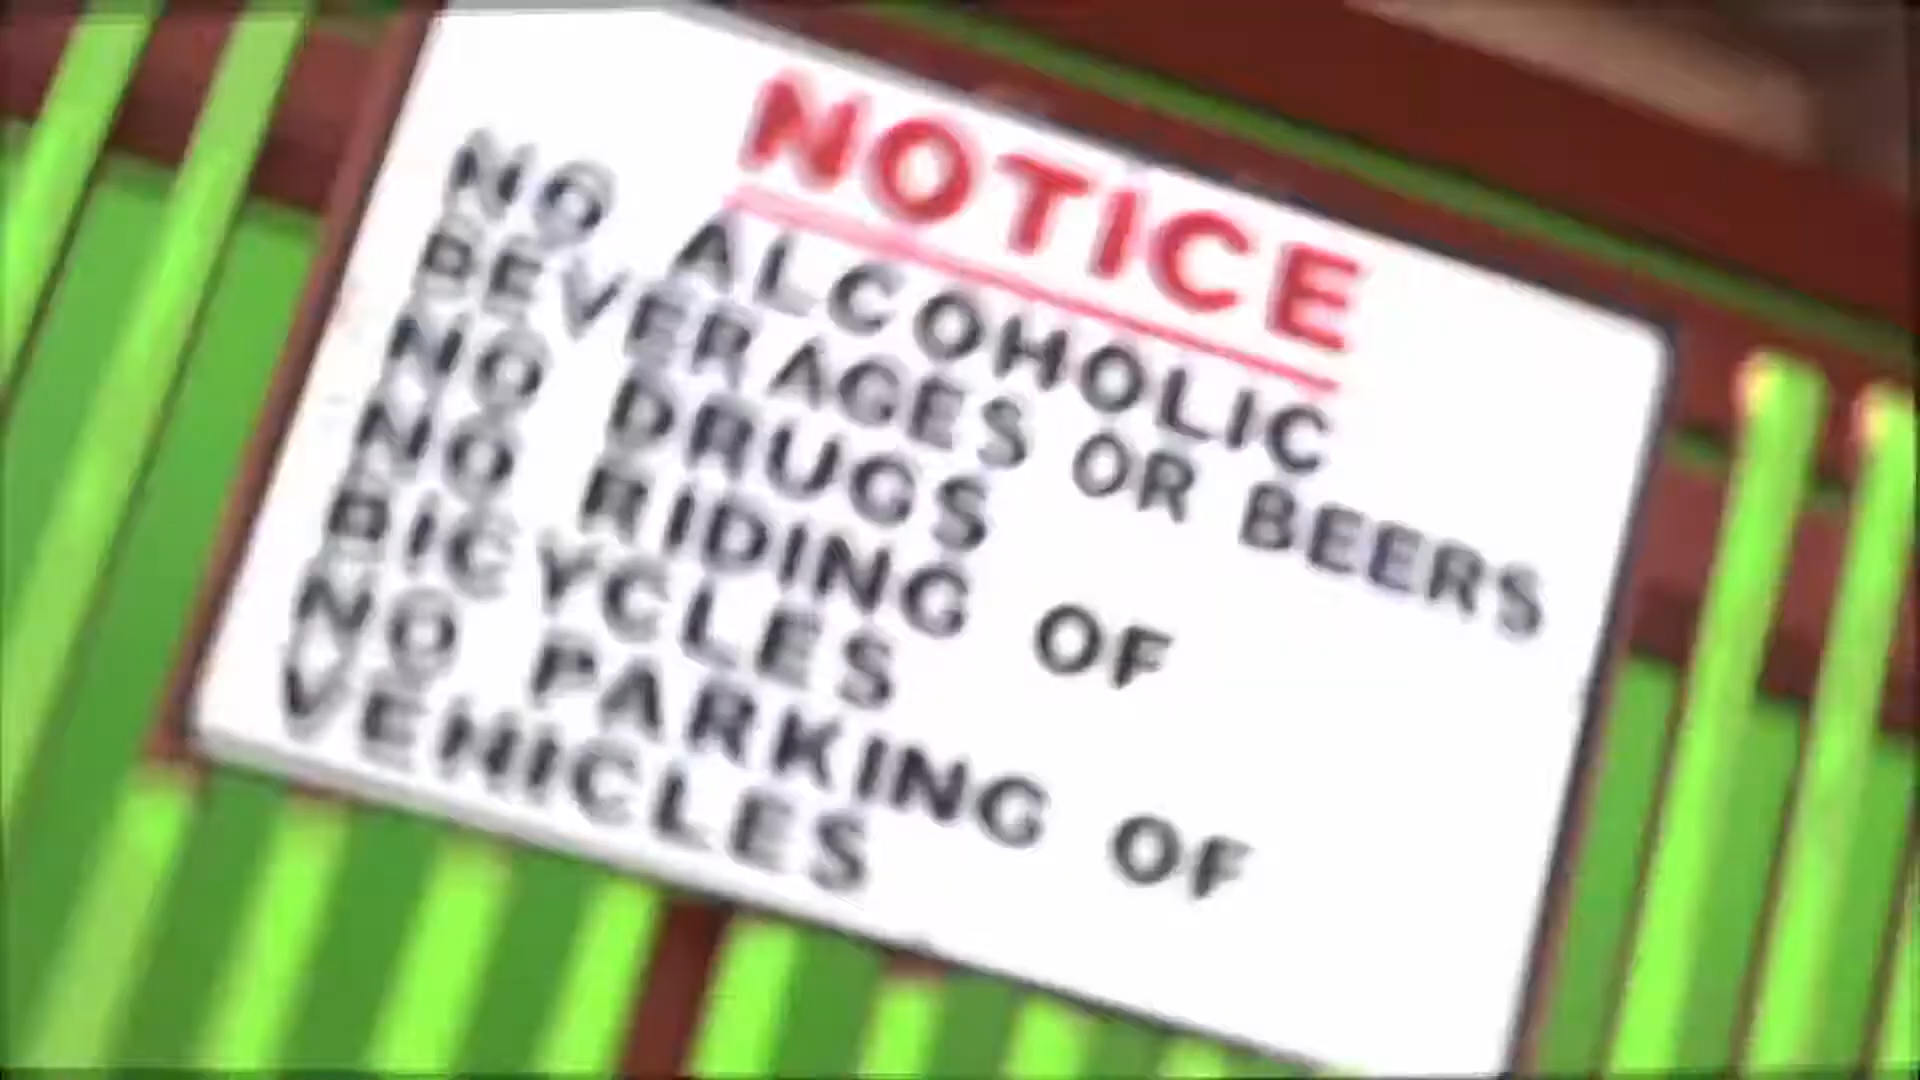 NOTICE
NO ALCOHOLIC
BEVERAGES OR BEERS
NO DRUGS
NO RIDING OF
BICYCLES
NO PARKING OF
VEHICLES